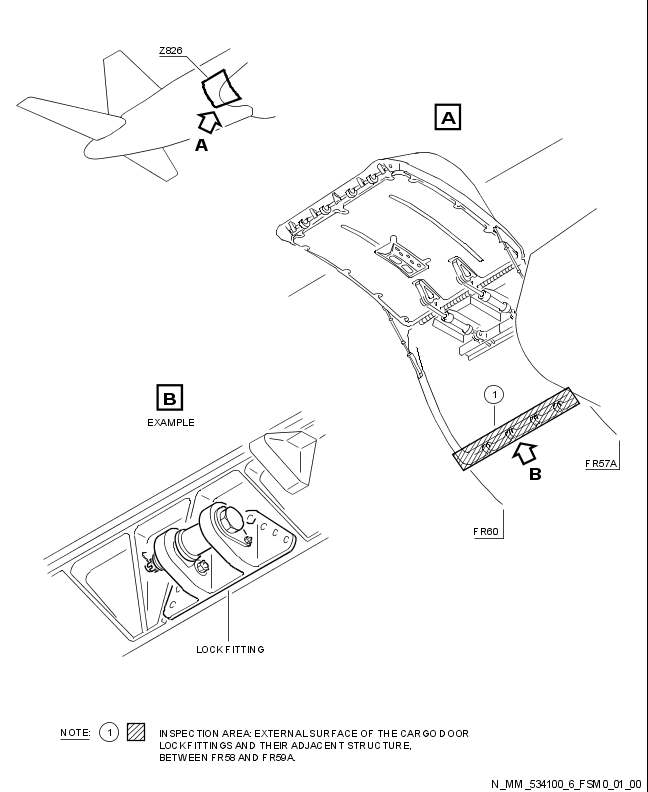 Z826
A
A
1
B
FR57A
FR60
B
EXAMPLE
LOCK FITTING
NOTE: 1 INSPECTION AREA: EXTERNAL SURFACE OF THE CARGO DOOR
LOCK FITTINGS AND THEIR ADJACENT STRUCTURE,
BETWEEN FR58 AND FR59A.
N_MM_534100_6_FSM0_01_00